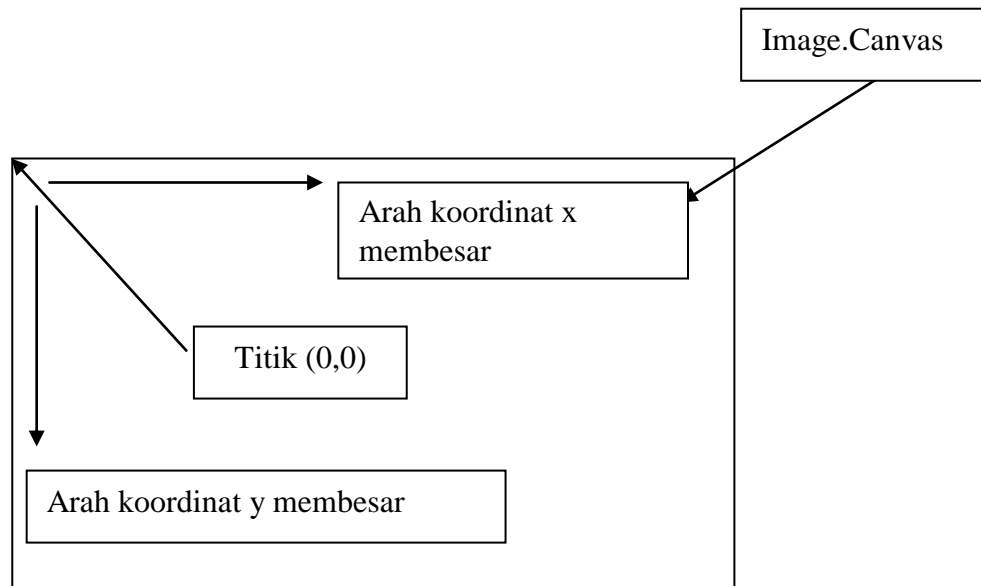 Image.Canvas
Arah koordinat x
membesar
Titik (0,0)
Arah koordinat y membesar